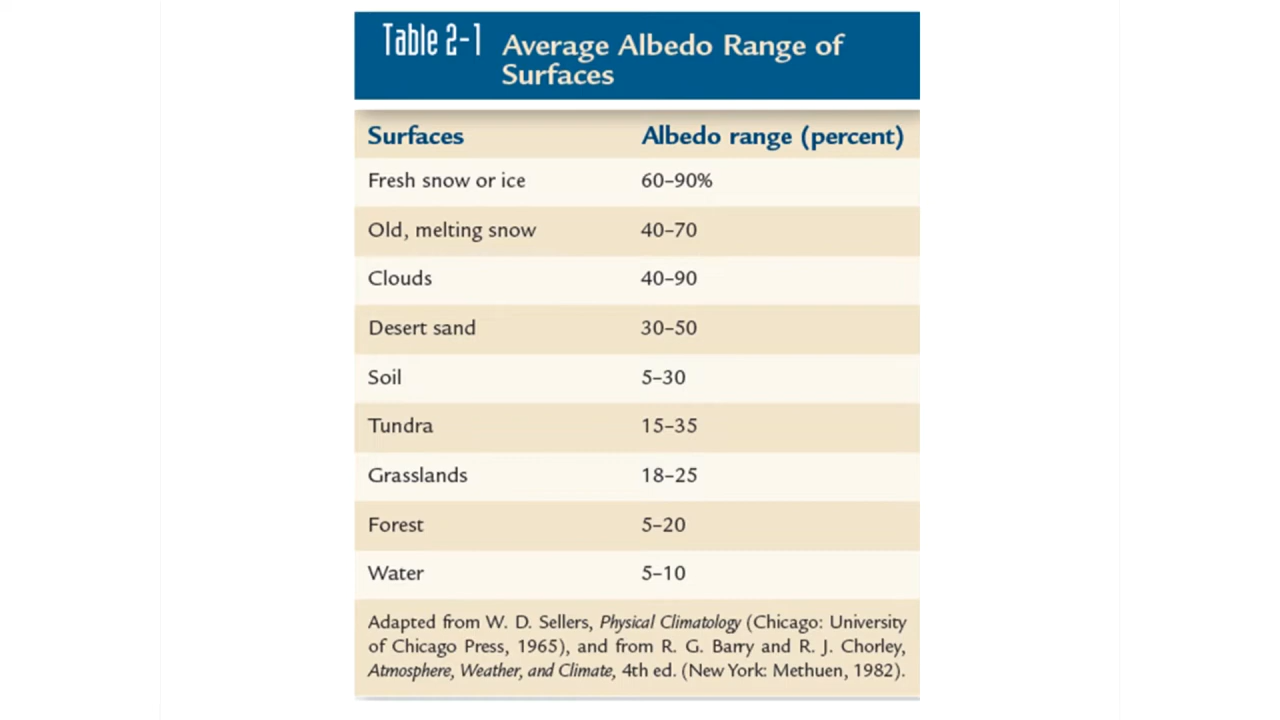 Table 2-1 Average Albedo Range of
Surfaces
Surfaces Albedo range (percent)
Fresh snow or ice 60–90%
Old, melting snow 40–70
Clouds 40–90
Desert sand 30–50
Soil 5–30
Tundra 15–35
Grasslands 18–25
Forest 5–20
Water 5–10
Adapted from W. D. Sellers, Physical Climatology (Chicago: University
of Chicago Press, 1965), and from R. G. Barry and R. J. Chorley,
Atmosphere, Weather, and Climate, 4th ed. (New York: Methuen, 1982).